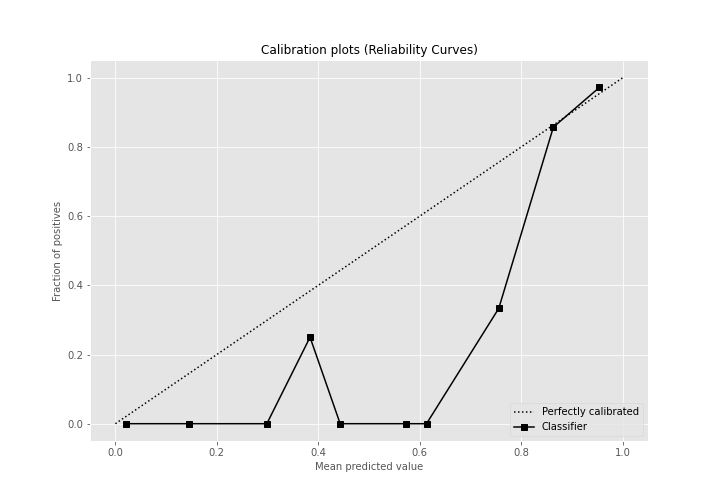 Calibration plots (Reliability Curves)
1.0
0.8
0.6
0.4
0.2
0.0
Fraction of positives
0.0 0.2 0.4 0.6 0.8 1.0
Mean predicted value
Perfectly calibrated
Classifier